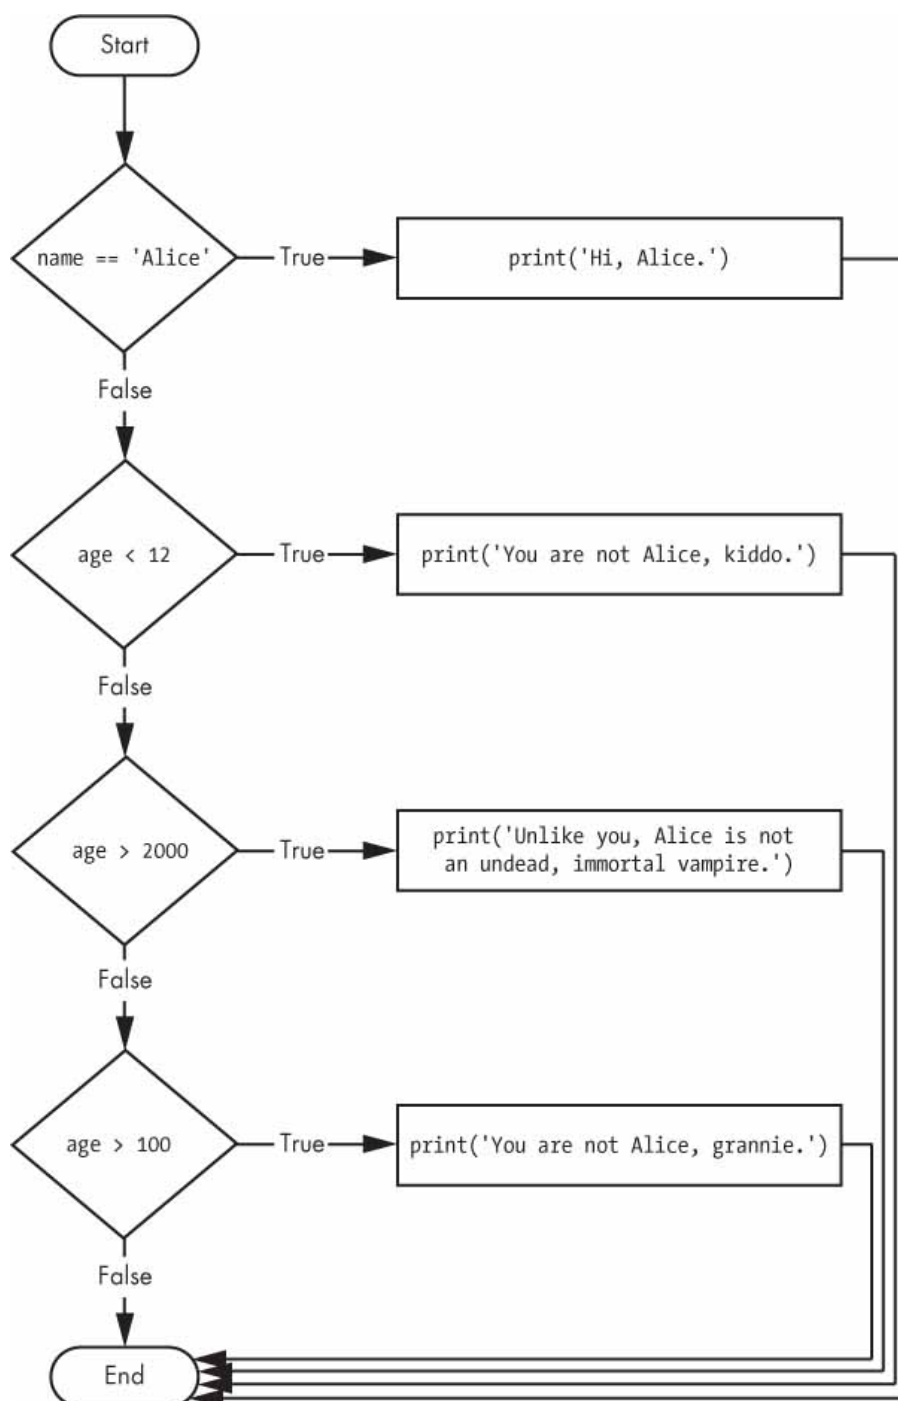 Start
name == 'Alice'
True
print('Hi, Alice.')
False
age < 12
True
print('You are not Alice, kiddo.')
False
age > 2000
True
print('Unlike you, Alice is not
an undead, immortal vampire.')
False
age > 100
True
print('You are not Alice, grannie.')
False
End